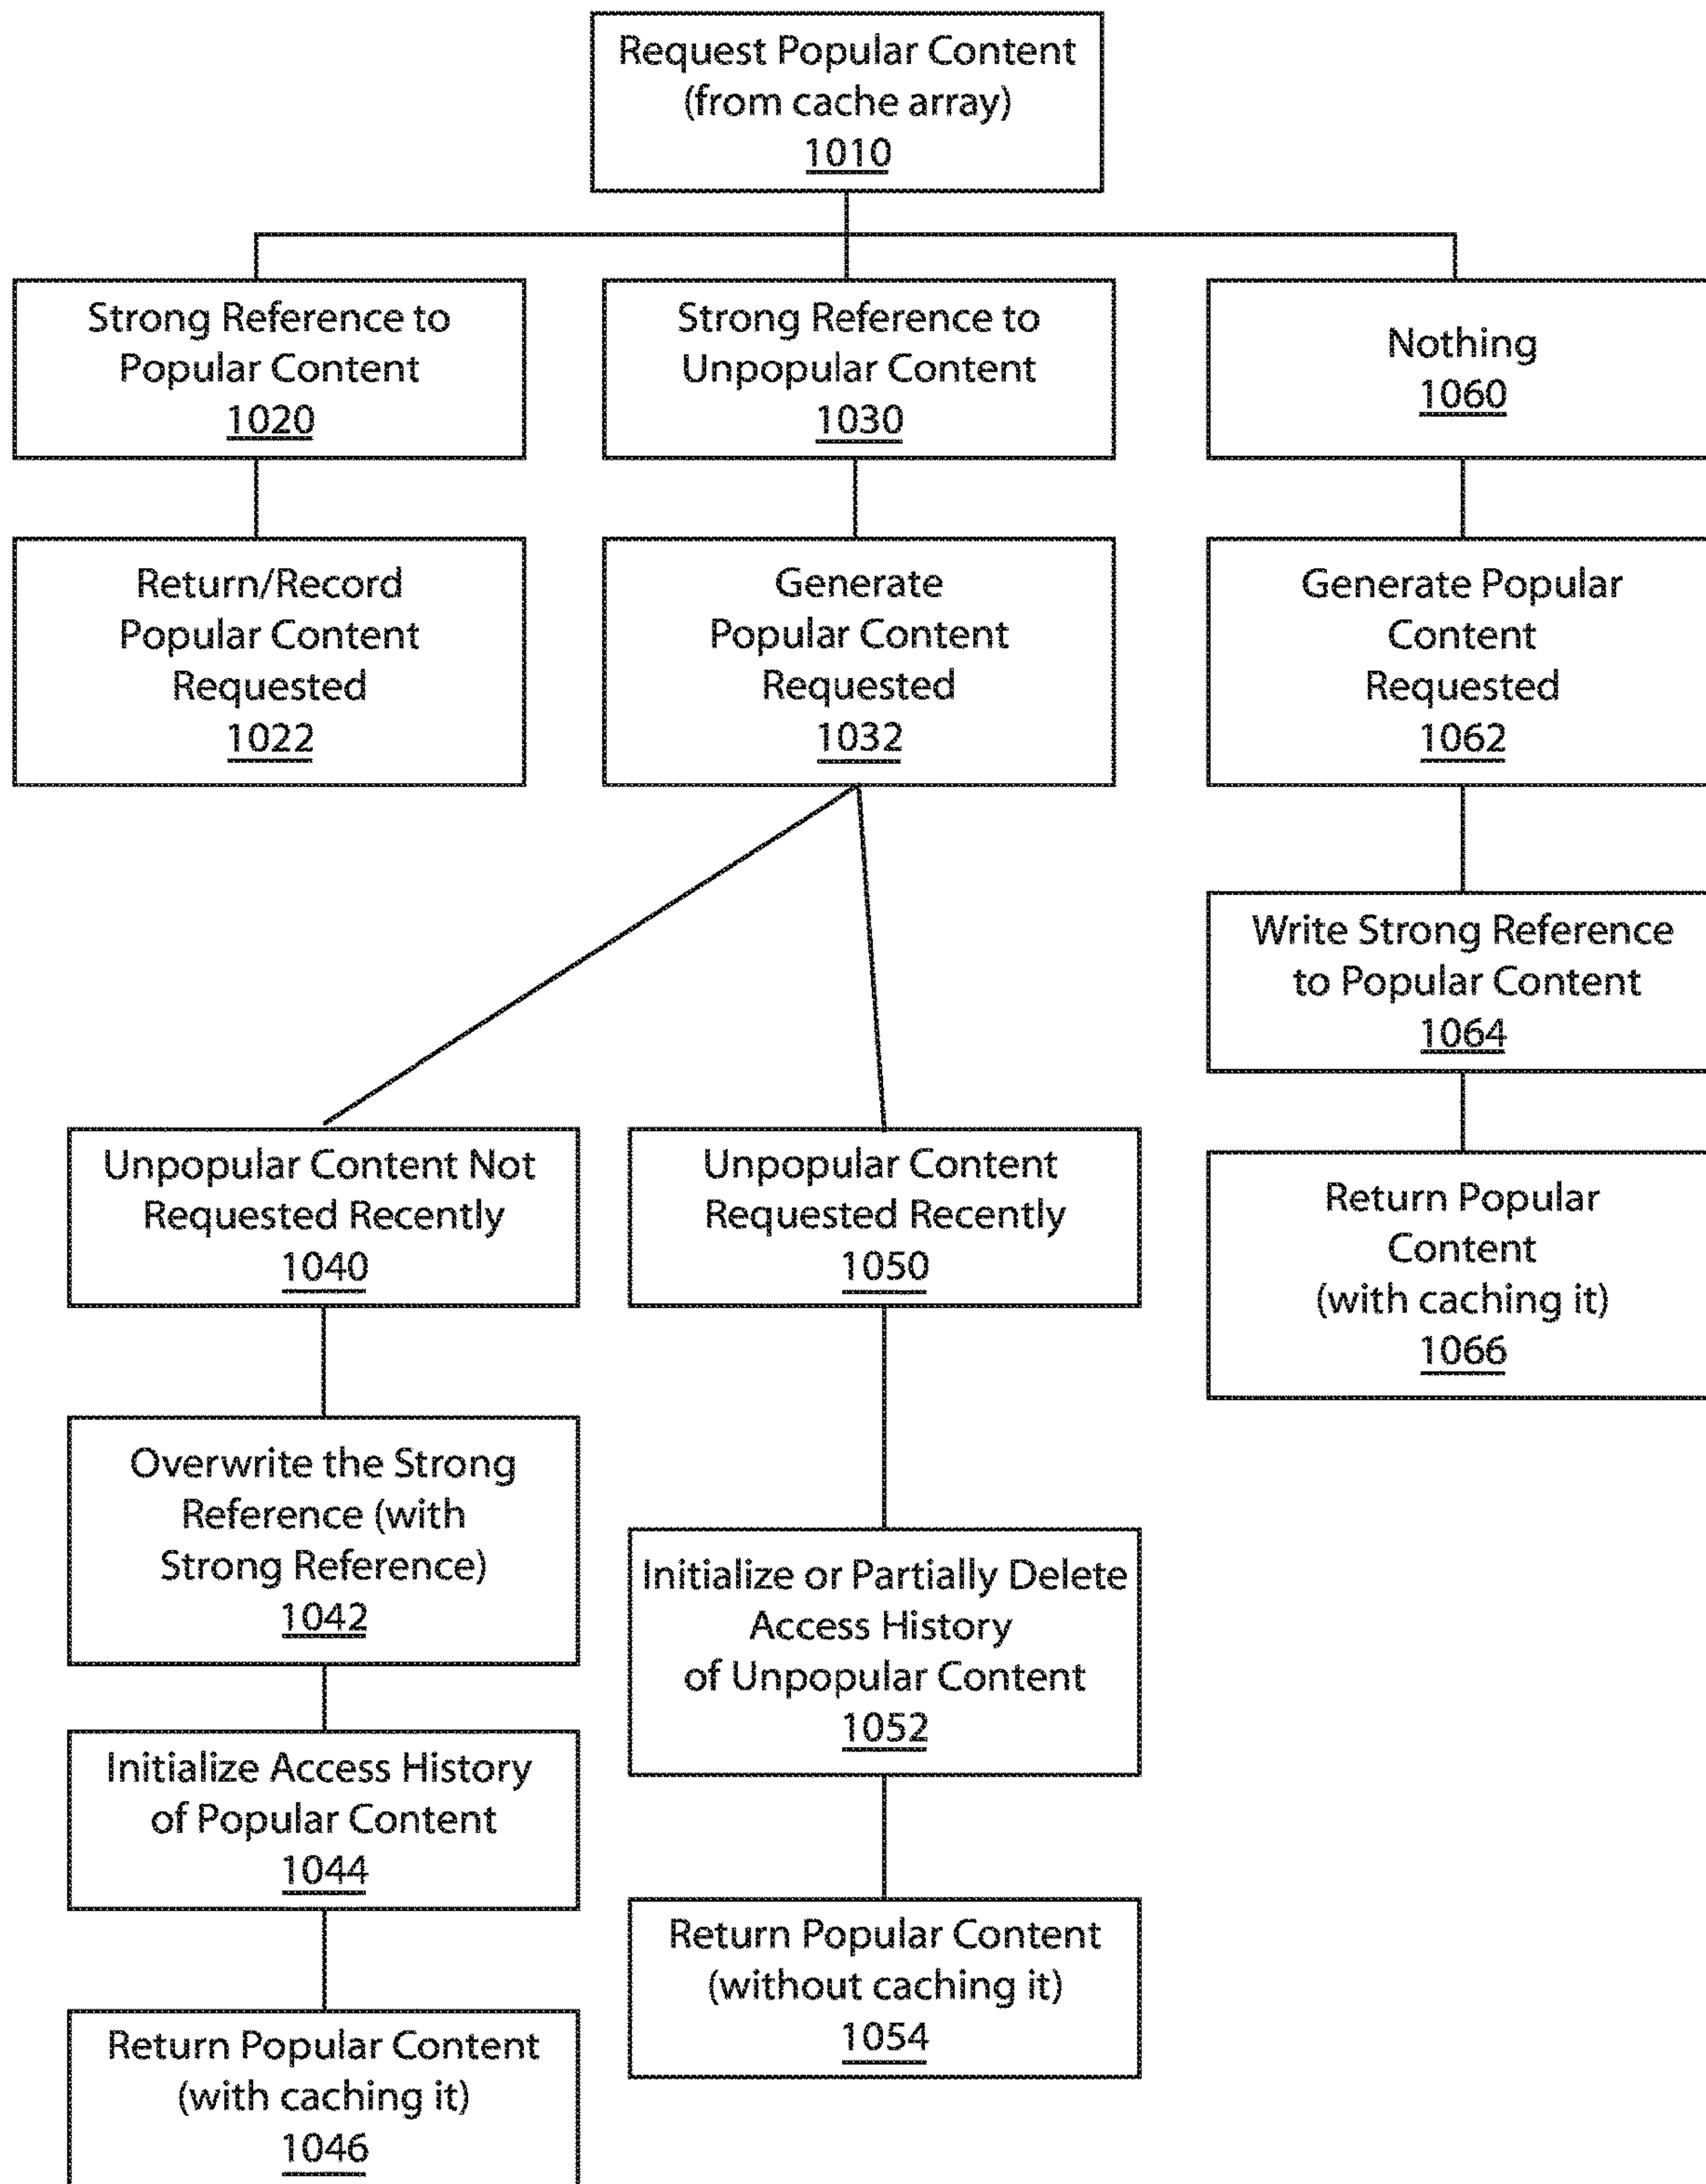 Request Popular Content
(from cache array)
1010
Strong Reference to
Popular Content
1020
Strong Reference to
Unpopular Content
1030
Nothing
1060
Return/Record
Popular Content
Requested
1022
Generate
Popular Content
Requested
1032
Generate Popular
Content
Requested
1062
Write Strong Reference
to Popular Content
1064
Unpopular Content Not
Requested Recently
1040
Unpopular Content
Requested Recently
1050
Return Popular
Content
(with caching it)
1066
Overwrite the Strong
Reference (with
Strong Reference)
1042
Initialize or Partially Delete
Access History
of Unpopular Content
1052
Initialize Access History
of Popular Content
1044
Return Popular Content
(without caching it)
1054
Return Popular Content
(with caching it)
1046